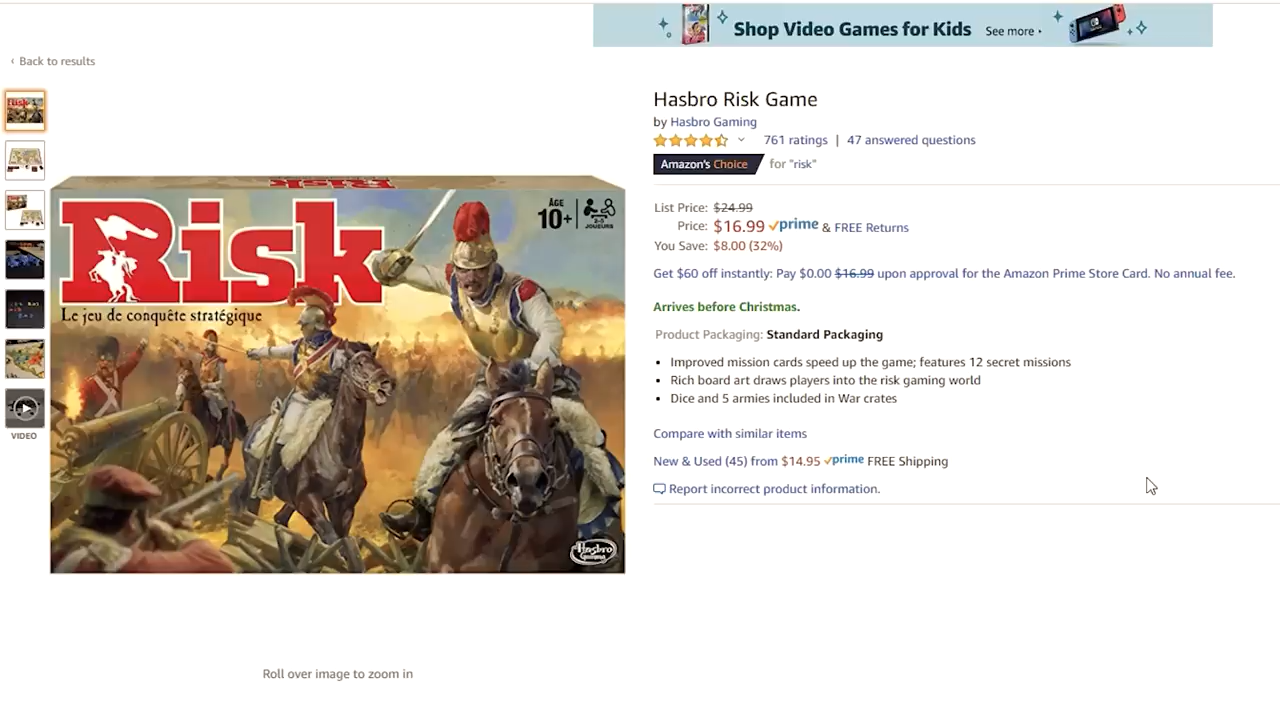 Shop Video Games for Kids See more ›
‹ Back to results
Hasbro Risk Game
by Hasbro Gaming
761 ratings | 47 answered questions
Amazon's Choice for "risk"
List Price: $24.99
Price: $16.99 prime & FREE Returns
You Save: $8.00 (32%)
Get $60 off instantly: Pay $0.00 $16.99 upon approval for the Amazon Prime Store Card. No annual fee.
Arrives before Christmas.
Product Packaging: Standard Packaging
• Improved mission cards speed up the game; features 12 secret missions
• Rich board art draws players into the risk gaming world
• Dice and 5 armies included in War crates
Compare with similar items
New & Used (45) from $14.95 prime FREE Shipping
Report incorrect product information.
RISK
RISK
Le jeu de conquête stratégique
ÂGE
10+
2-5
JOUEURS
Hasbro
Gaming
VIDEO
Roll over image to zoom in